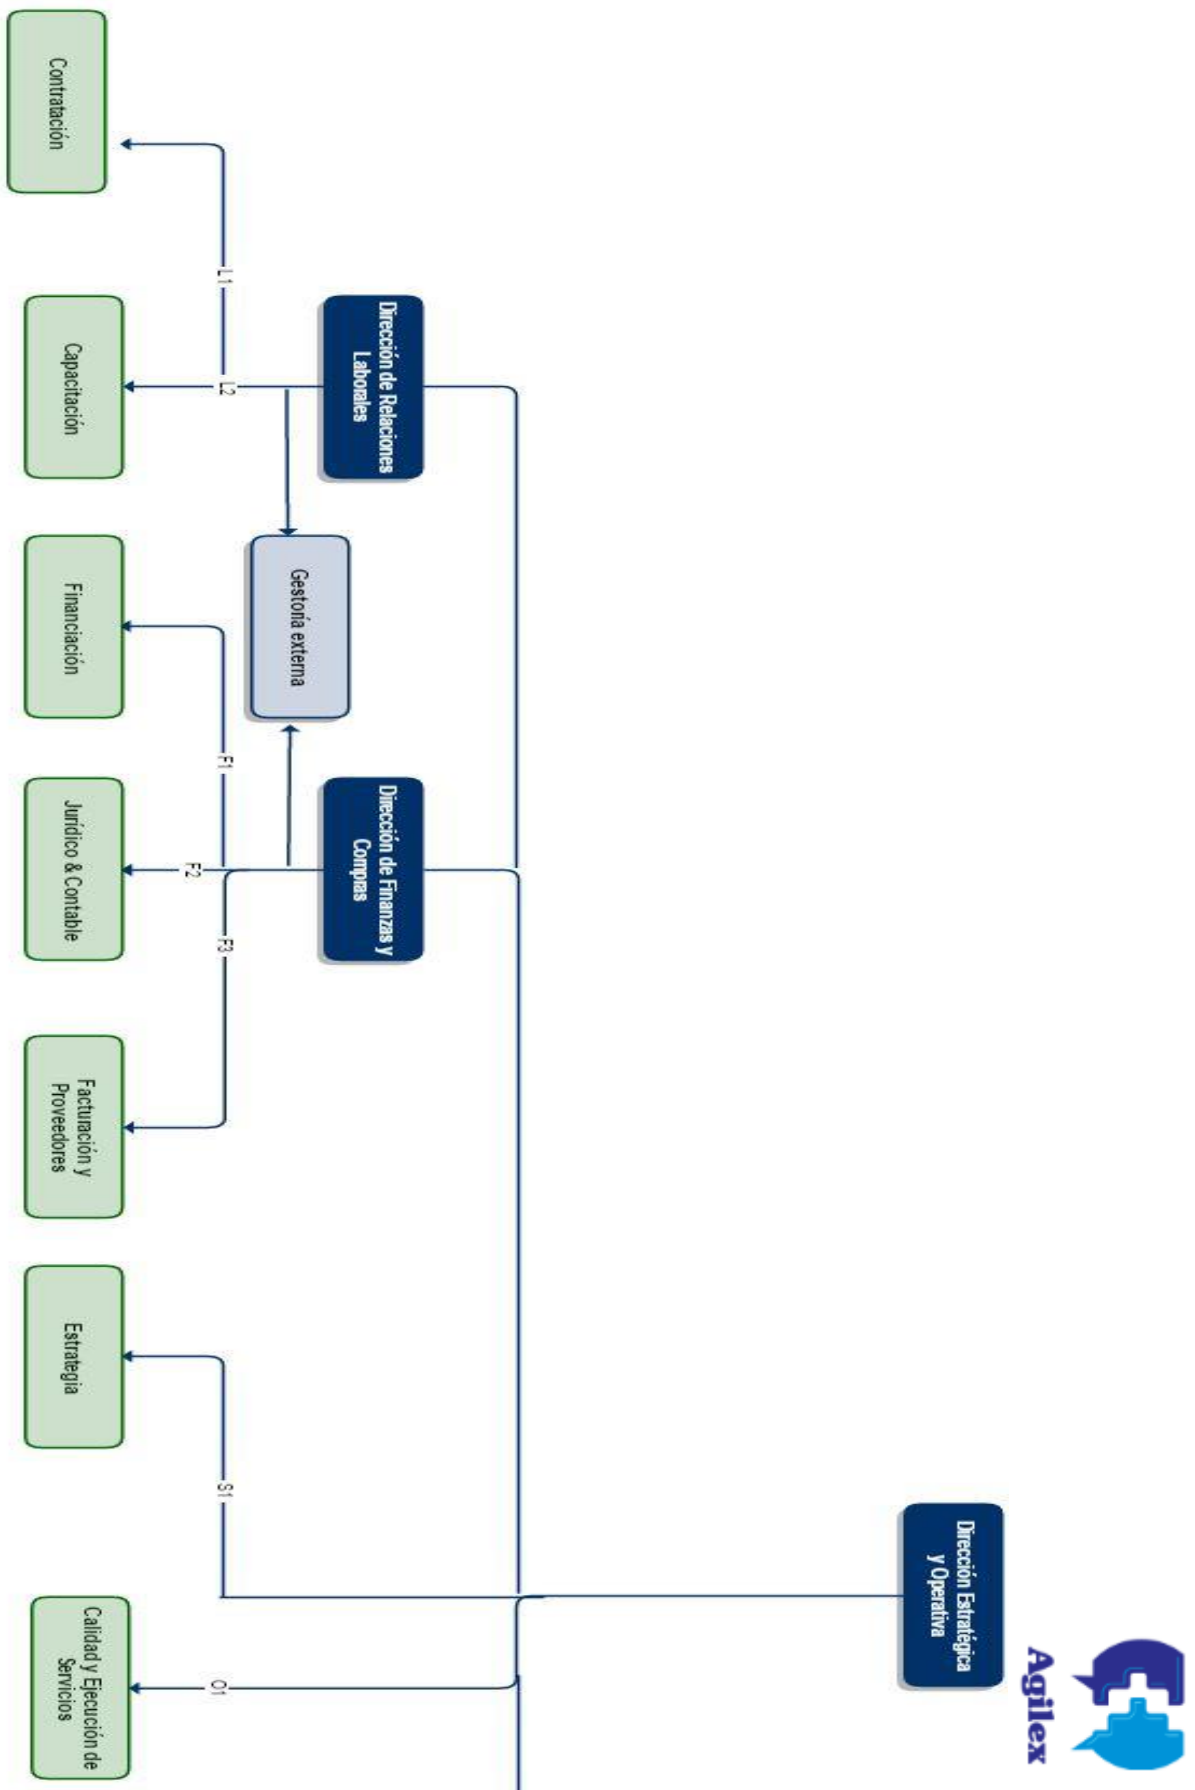 Agilex
Dirección Estratégica
y Operativa
Dirección de Relaciones
Laborales
Dirección de Finanzas y
Compras
Gestoría externa
L1
L2
F1
F2
F3
S1
O1
Contratación
Capacitación
Financiación
Jurídico & Contable
Facturación y
Proveedores
Estrategia
Calidad y Ejecución de
Servicios